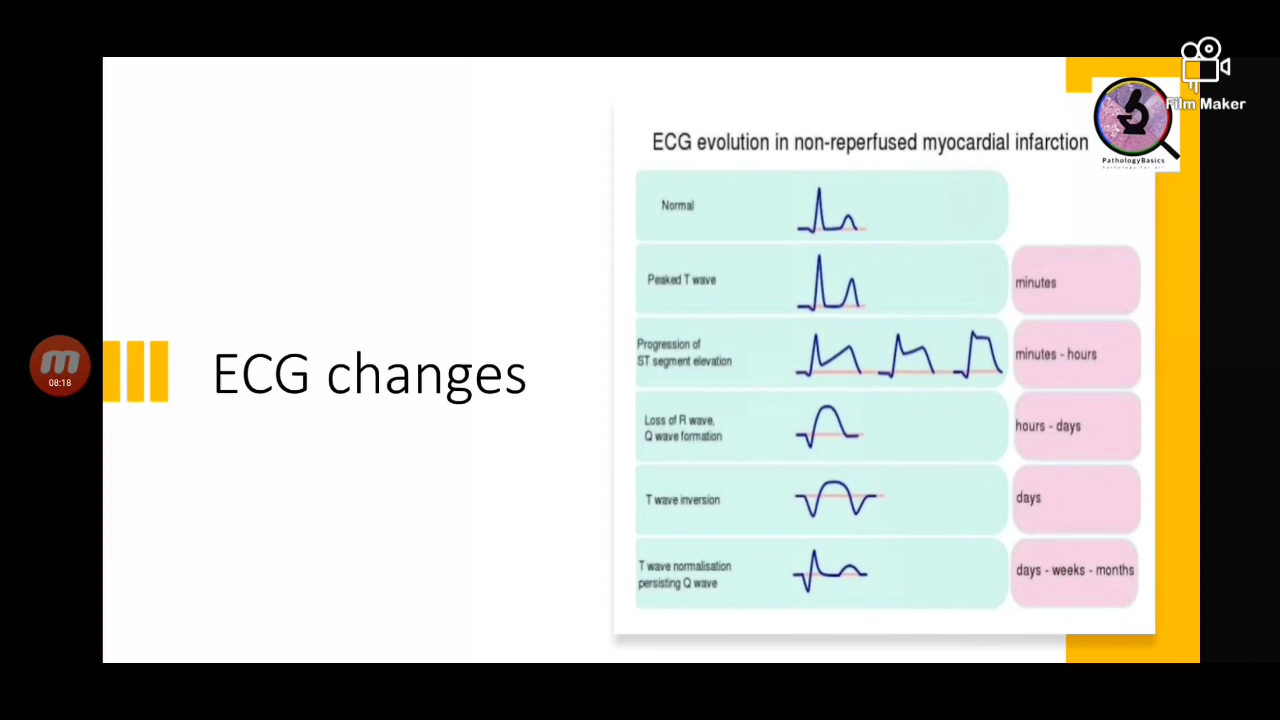 Film Maker
PathologyBasics
ECG evolution in non-reperfused myocardial infarction
Normal
Peaked T wave
minutes
Progression of
ST segment elevation
minutes - hours
08:18
ECG changes
Loss of R wave,
Q wave formation
hours - days
T wave inversion
days
T wave normalisation
persisting Q wave
days - weeks - months